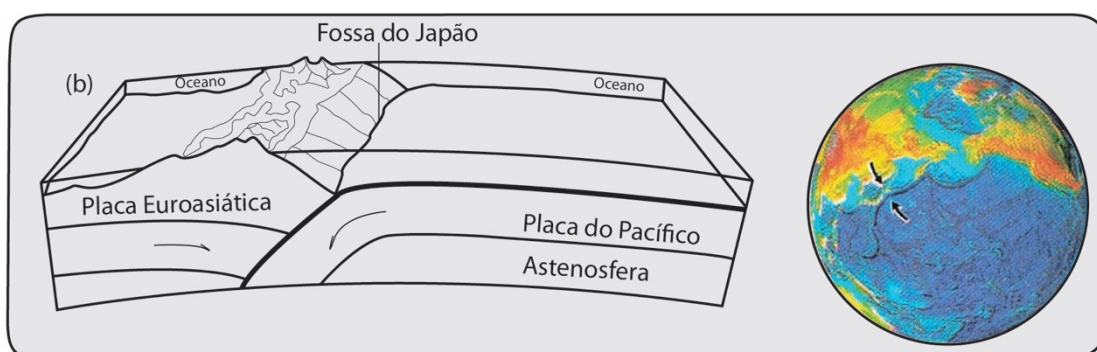 Fossa do Japão
(b)
Oceano
Oceano
Placa Euroasiática
Placa do Pacífico
Astenosfera